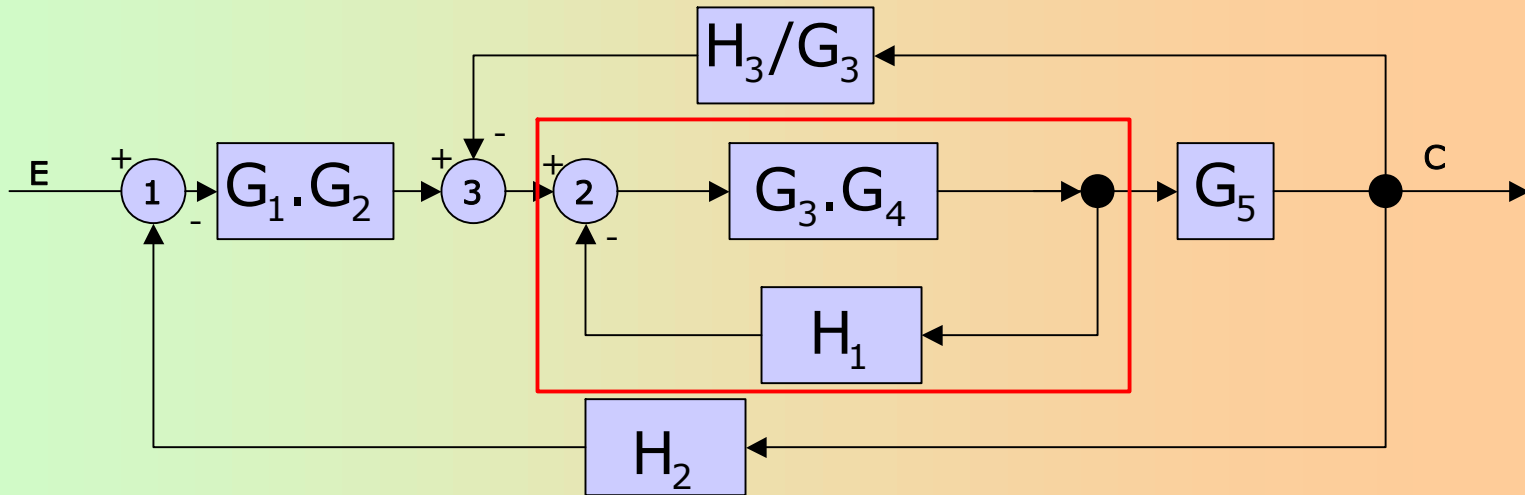 H₃/G₃
-
E
+
1
-
G₁.G₂
+
3
+
2
-
G₃.G₄
G₅
C
H₁
H₂